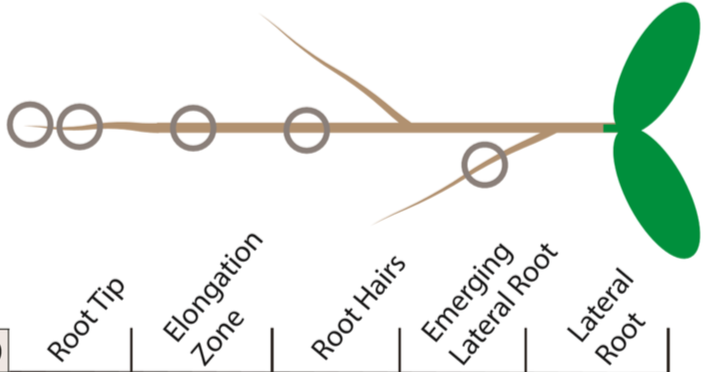 Root Tip
Elongation
Zone
Root Hairs
Emerging
Lateral Root
Lateral
Root